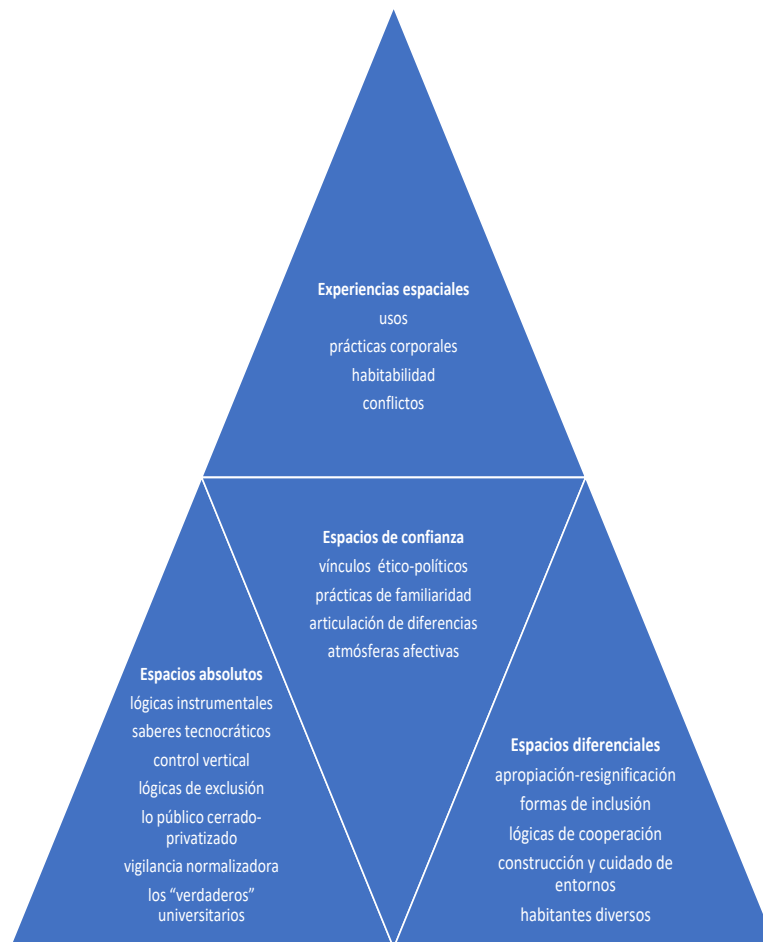 Experiencias espaciales
usos
prácticas corporales
habitabilidad
conflictos
Espacios de confianza
vínculos ético-políticos
prácticas de familiaridad
articulación de diferencias
atmósferas afectivas
Espacios absolutos
lógicas instrumentales
saberes tecnocráticos
control vertical
lógicas de exclusión
lo público cerrado-
privatizado
vigilancia normalizadora
los “verdaderos”
universitarios
Espacios diferenciales
apropiación-resignificación
formas de inclusión
lógicas de cooperación
construcción y cuidado de
entornos
habitantes diversos